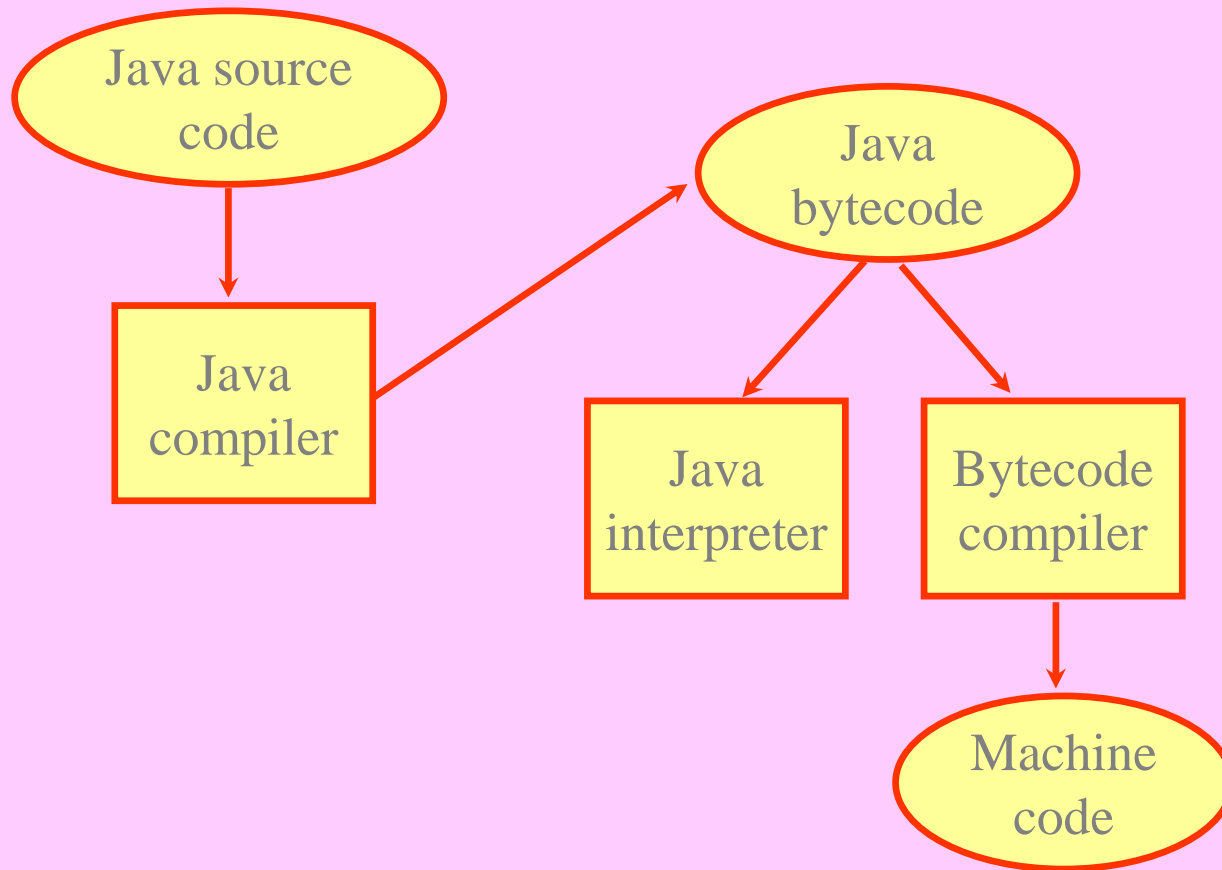 Java source
code
Java
compiler
Java
bytecode
Java
interpreter
Bytecode
compiler
Machine
code